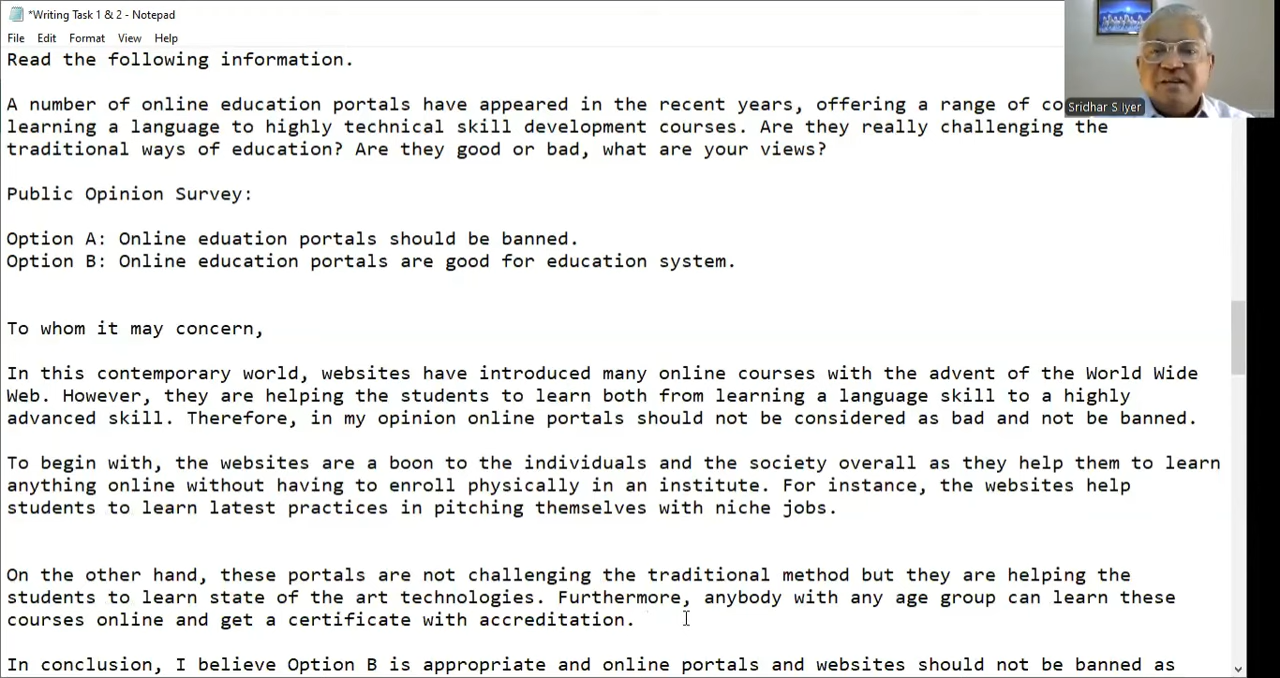 *Writing Task 1 & 2 - Notepad
File Edit Format View Help
Read the following information.
A number of online education portals have appeared in the recent years, offering a range of
learning a language to highly technical skill development courses. Are they really challenging the
traditional ways of education? Are they good or bad, what are your views?
Public Opinion Survey:
Option A: Online eduation portals should be banned.
Option B: Online education portals are good for education system.
To whom it may concern,
In this contemporary world, websites have introduced many online courses with the advent of the World Wide
Web. However, they are helping the students to learn both from learning a language skill to a highly
advanced skill. Therefore, in my opinion online portals should not be considered as bad and not be banned.
To begin with, the websites are a boon to the individuals and the society overall as they help them to learn
anything online without having to enroll physically in an institute. For instance, the websites help
students to learn latest practices in pitching themselves with niche jobs.
On the other hand, these portals are not challenging the traditional method but they are helping the
students to learn state of the art technologies. Furthermore, anybody with any age group can learn these
courses online and get a certificate with accreditation.
In conclusion, I believe Option B is appropriate and online portals and websites should not be banned as
Sridhar S Iyer